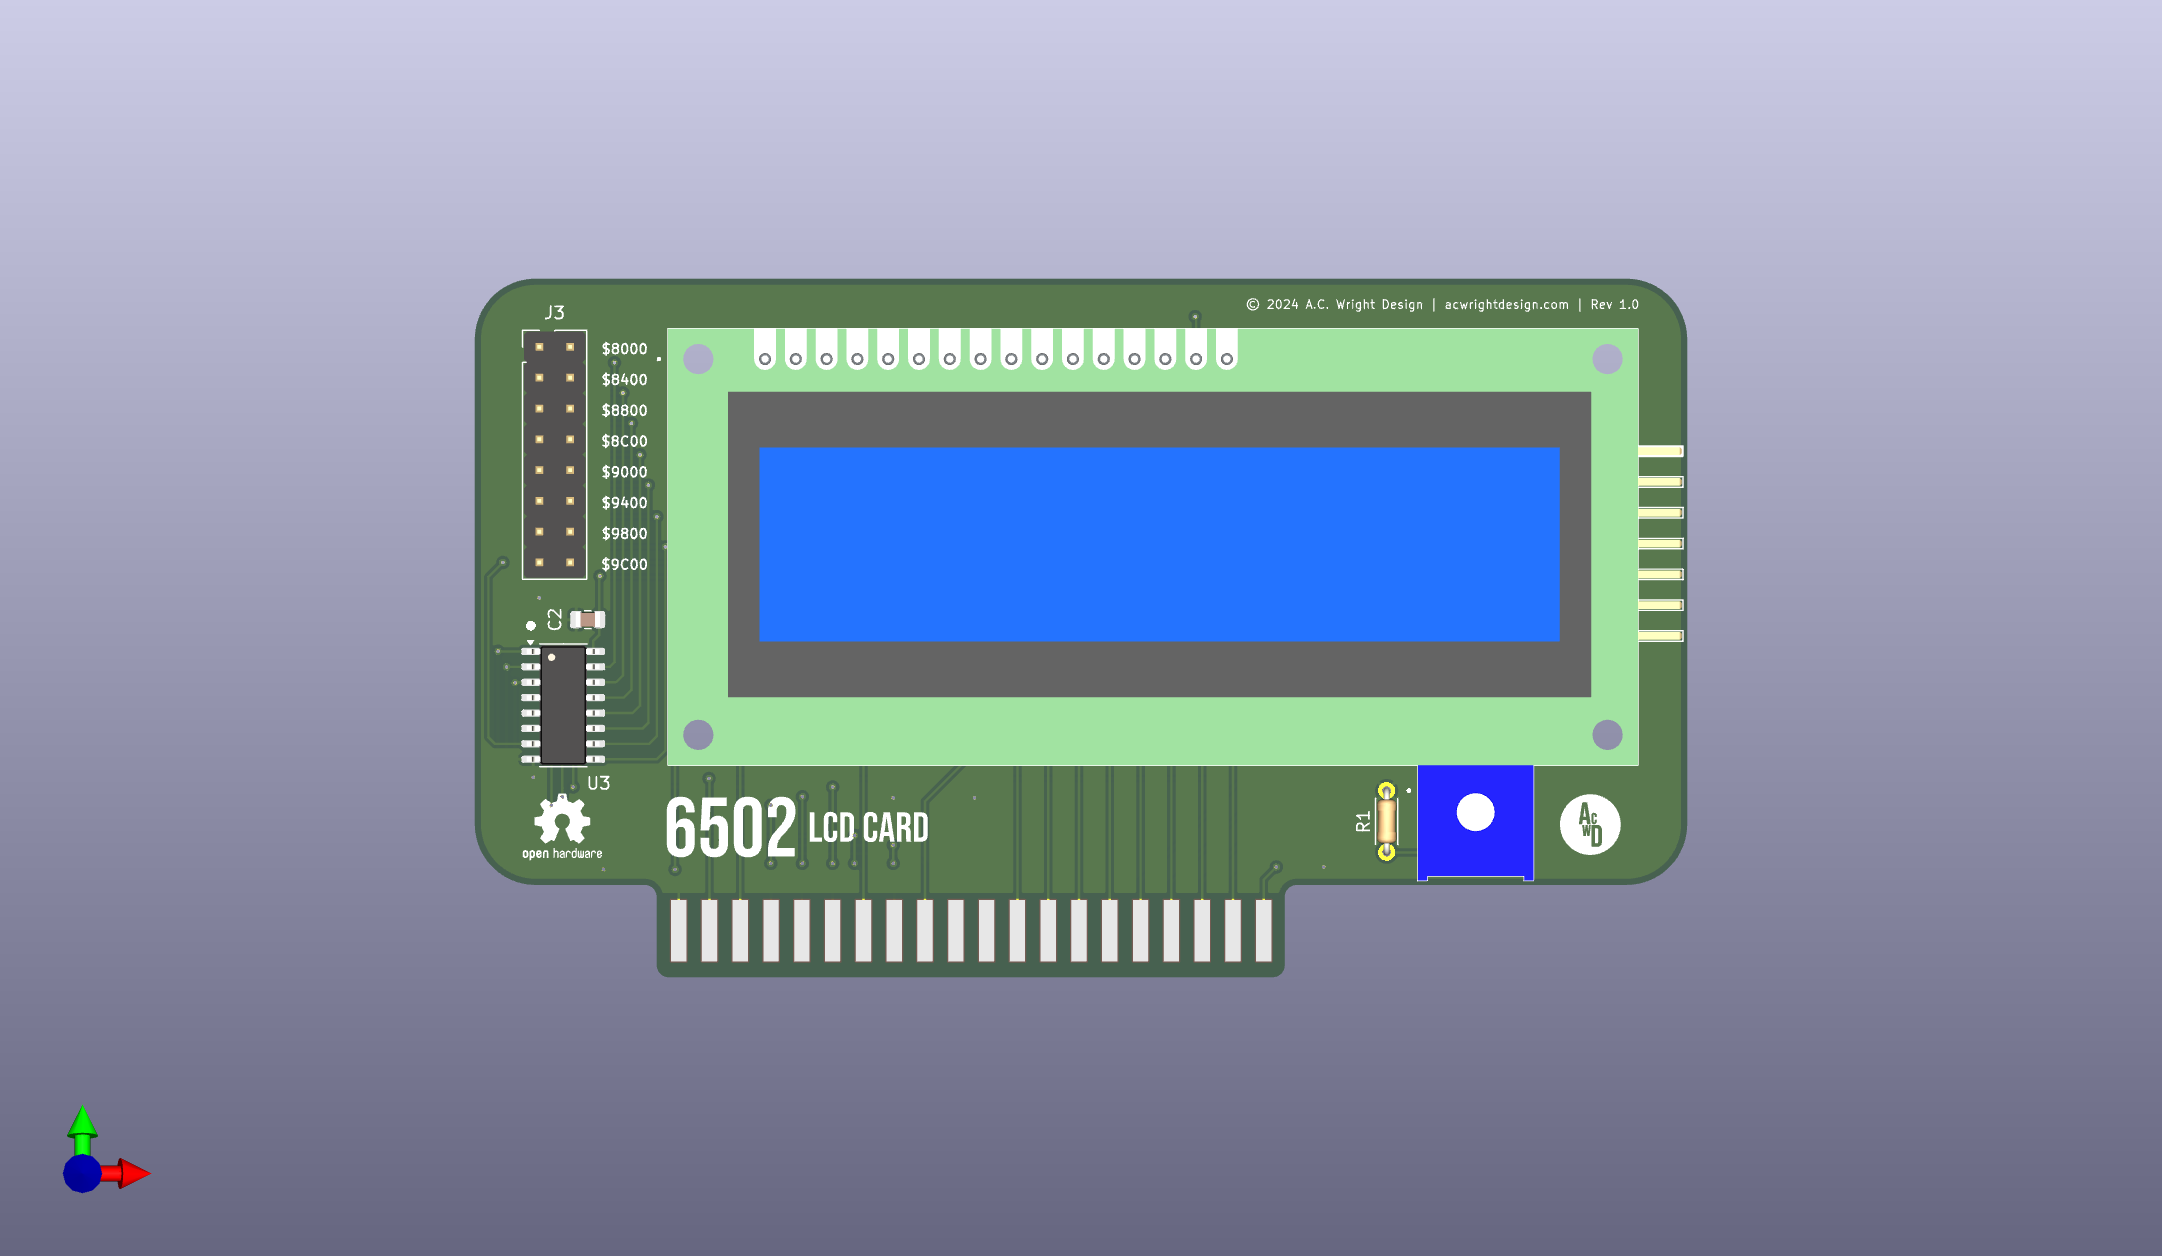 © 2024 A.C. Wright Design | acwrightdesign.com | Rev 1.0
J3
$8000
$8400
$8800
$8C00
$9000
$9400
$9800
$9C00
C2
U3
open hardware
6502 LCD CARD
R1
ACWD